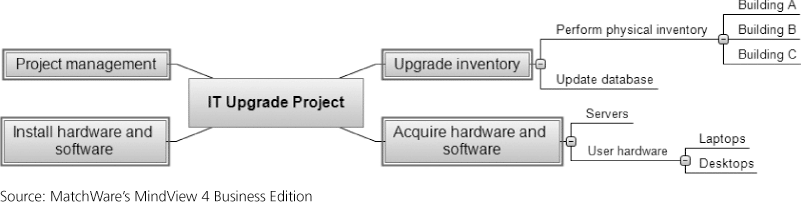 Building A
Perform physical inventory
Building B
Project management
Upgrade inventory
Building C
Update database
IT Upgrade Project
Servers
Install hardware and
software
Acquire hardware and
software
Laptops
User hardware
Desktops
Source: MatchWare's MindView 4 Business Edition